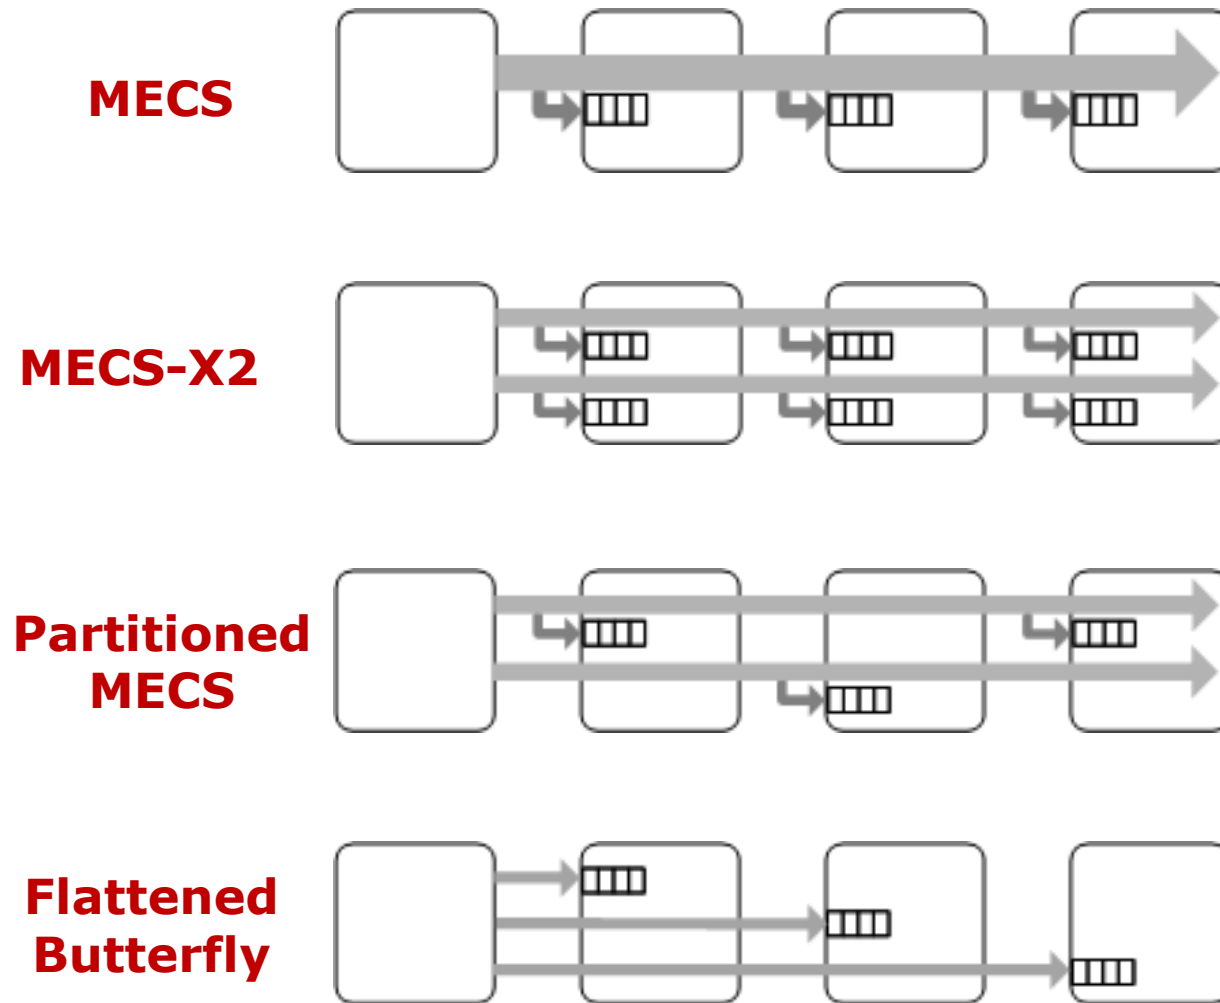 MECS
MECS-X2
Partitioned
MECS
Flattened
Butterfly